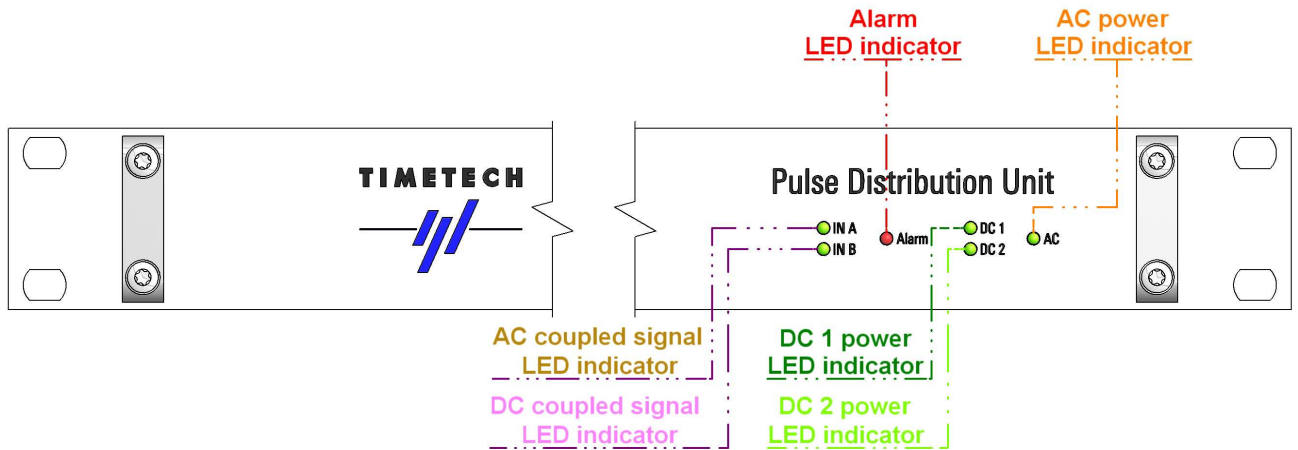 Alarm
LED indicator
AC power
LED indicator
TIMETECH
Pulse Distribution Unit
IN A
IN B
Alarm
DC 1
DC 2
AC
AC coupled signal
LED indicator
DC 1 power
LED indicator
DC coupled signal
LED indicator
DC 2 power
LED indicator